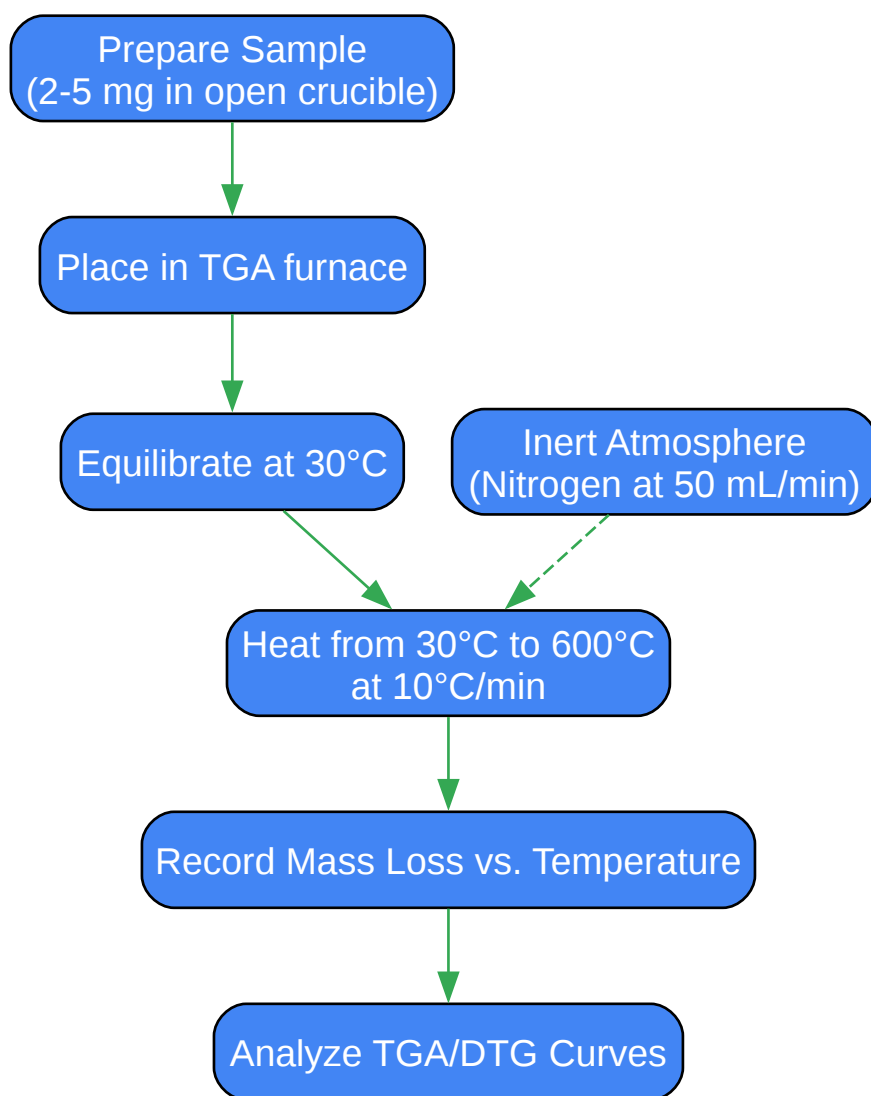 Prepare Sample
(2-5 mg in open crucible)
Place in TGA furnace
Equilibrate at 30°C
Inert Atmosphere
(Nitrogen at 50 mL/min)
Heat from 30°C to 600°C
at 10°C/min
Record Mass Loss vs. Temperature
Analyze TGA/DTG Curves